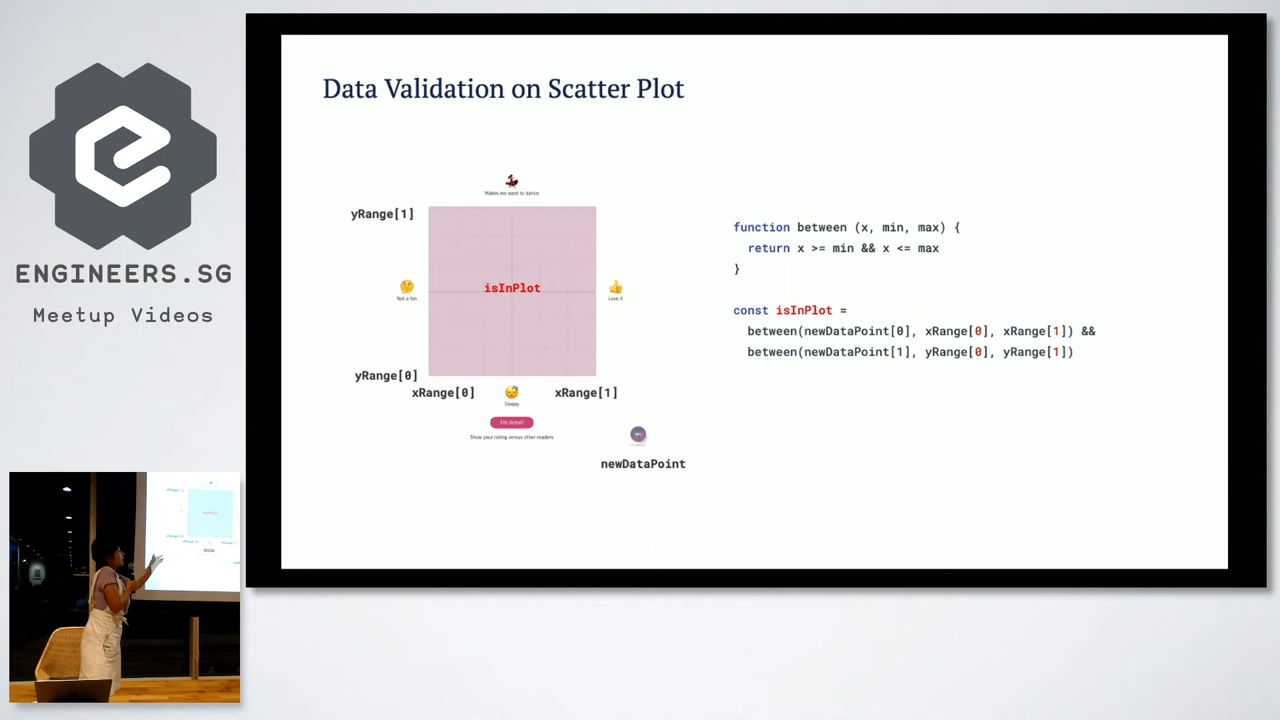 ENGINEERS.SG
Meetup Videos
Data Validation on Scatter Plot
Makes me want to dance
yRange[1]
isInPlot
Not a fan
Love it
yRange[0]
xRange[0]
xRange[1]
Sleepy
I'm done!
Show your rating versus other readers
newDataPoint
function between (x, min, max) {
return x >= min && x <= max
}
const isInPlot =
between(newDataPoint[0], xRange[0], xRange[1]) &&
between(newDataPoint[1], yRange[0], yRange[1])